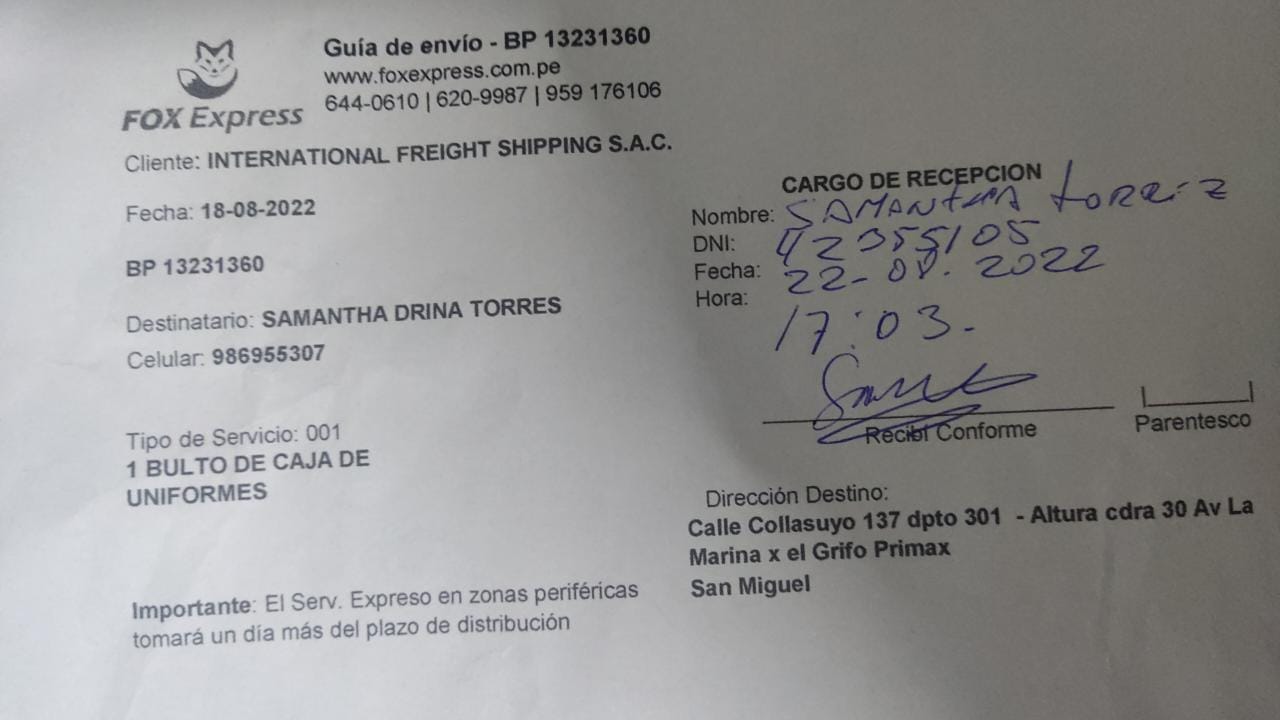 Guía de envío - BP 13231360
www.foxexpress.com.pe
644-0610 | 620-9987 | 959 176106
FOX Express
Cliente: INTERNATIONAL FREIGHT SHIPPING S.A.C.
Fecha: 18-08-2022
BP 13231360
Destinatario: SAMANTHA DRINA TORRES
Celular: 986955307
Tipo de Servicio: 001
1 BULTO DE CAJA DE
UNIFORMES
Importante: El Serv. Expreso en zonas periféricas
tomará un día más del plazo de distribución
CARGO DE RECEPCION
Nombre: SAMANTHA
DNI: 42355105
Fecha: 22-08. 2022
Hora:
17:03.
Recibí Conforme
Parentesco
Dirección Destino:
Calle Collasuyo 137 dpto 301 - Altura cdra 30 Av La
Marina x el Grifo Primax
San Miguel